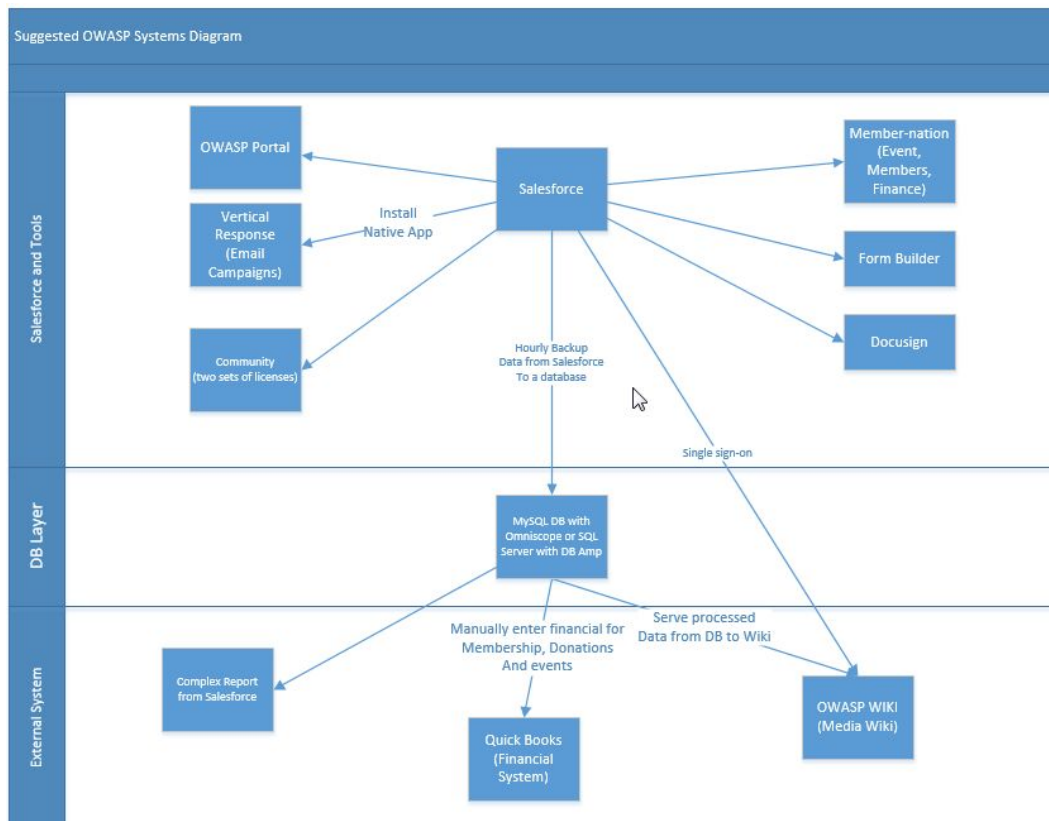 Suggested OWASP Systems Diagram
Salesforce and Tools
OWASP Portal
Salesforce
Member-nation
(Event,
Members,
Finance)
Vertical
Response
(Email
Campaigns)
Install
Native App
Form Builder
Docusign
Community
(two sets of licenses)
Hourly Backup
Data from Salesforce
To a database
Single sign-on
DB Layer
MySQL DB with
Omniscope or SQL
Server with DB Amp
External System
Serve processed
Data from DB to Wiki
Manually enter financial for
Membership, Donations
And events
Complex Report
from Salesforce
Quick Books
(Financial
System)
OWASP WIKI
(Media Wiki)